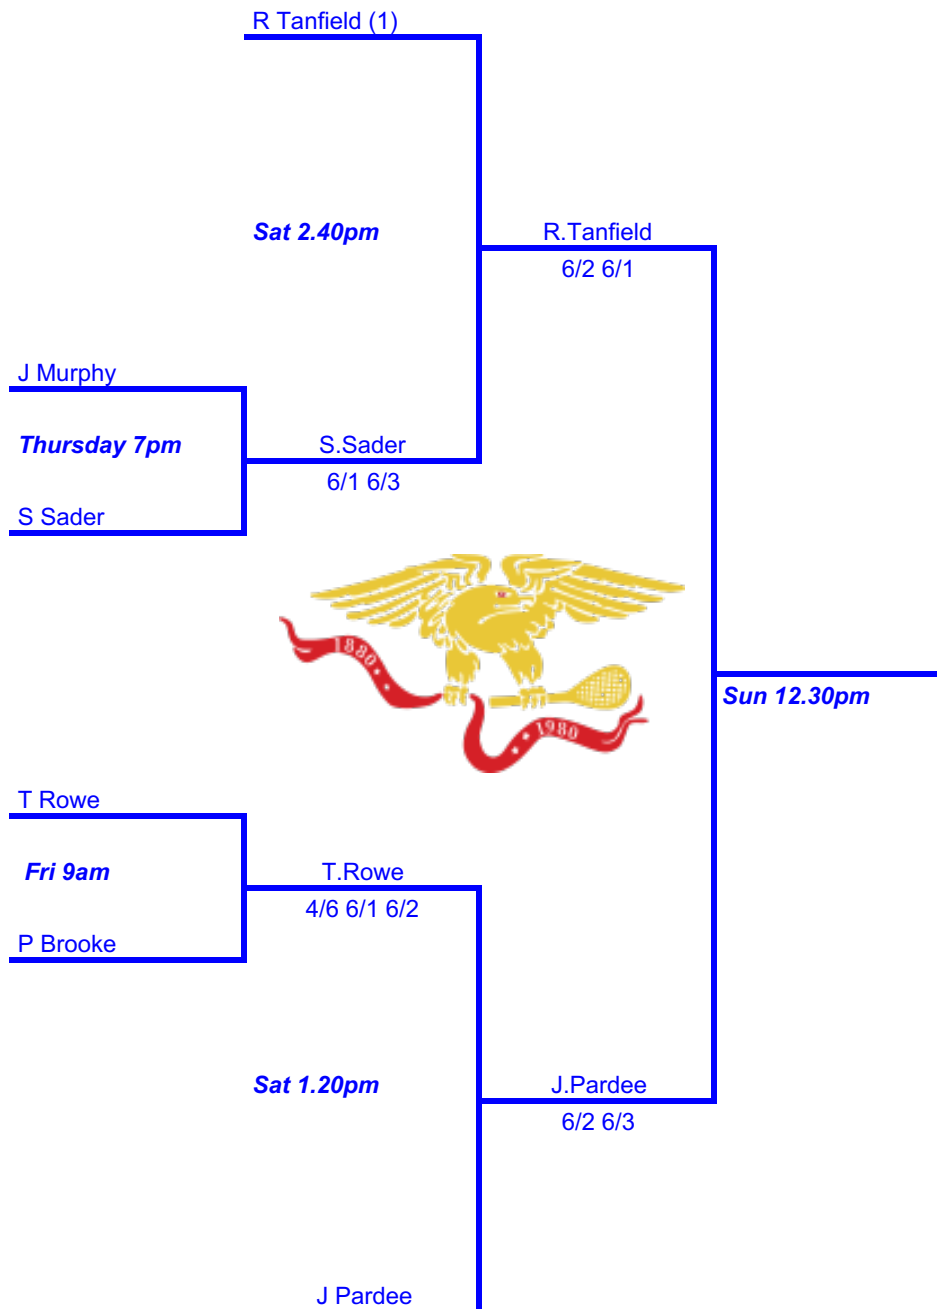 R Tanfield (1)
Sat 2.40pm
R.Tanfield
6/2 6/1
J Murphy
Thursday 7pm
S.Sader
6/1 6/3
S Sader
1880
1980
Sun 12.30pm
T Rowe
Fri 9am
T.Rowe
4/6 6/1 6/2
P Brooke
Sat 1.20pm
J.Pardee
6/2 6/3
J Pardee